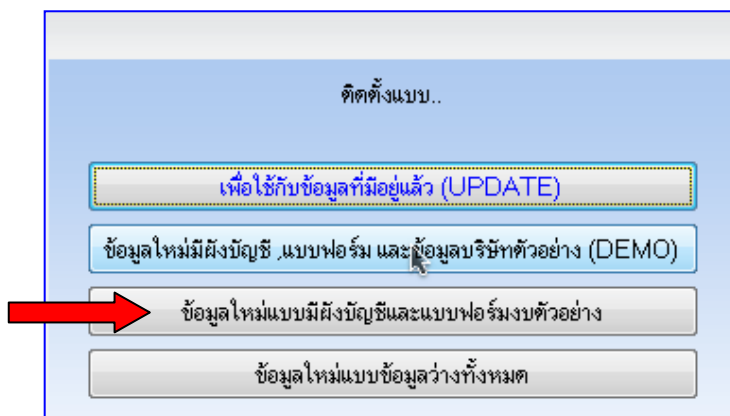 ติดตั้งแบบ..
เพื่อใช้กับข้อมูลที่มีอยู่แล้ว (UPDATE)
ข้อมูลใหม่มีผังบัญชี ,แบบฟอร์ม และข้อมูลบริษัทตัวอย่าง (DEMO)
ข้อมูลใหม่แบบมีผังบัญชีและแบบฟอร์มงบตัวอย่าง
ข้อมูลใหม่แบบข้อมูลว่างทั้งหมด